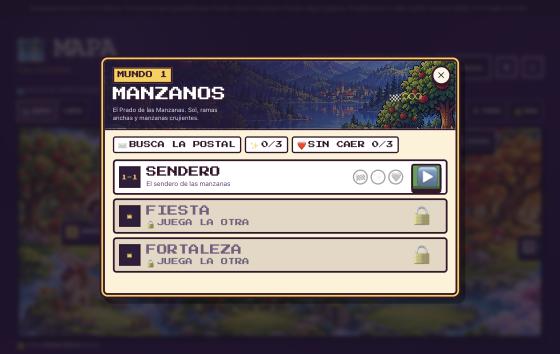 MAPA
MUNDO 1
MANZANOS
El Prado de las Manzanas. Sol, ramas
anchas y manzanas crujientes.
BUSCA LA POSTAL
0/3
SIN CAER 0/3
1-1
SENDERO
El sendero de las manzanas
FIESTA
JUEGA LA OTRA
FORTALEZA
JUEGA LA OTRA